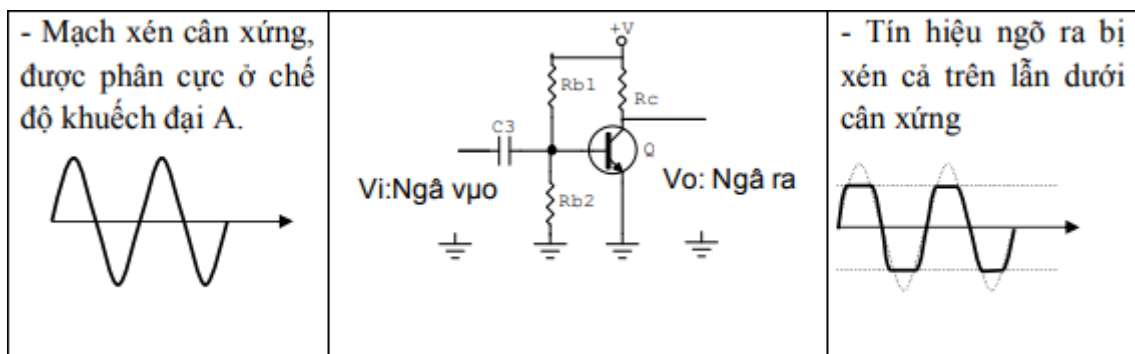 - Mạch xén cân xứng,
được phân cực ở chế
độ khuếch đại A.
+V
Rb1
Rc
C3
Q
Vi:Ngâ vµo
Rb2
Vo: Ngâ ra
- Tín hiệu ngõ ra bị
xén cả trên lẫn dưới
cân xứng